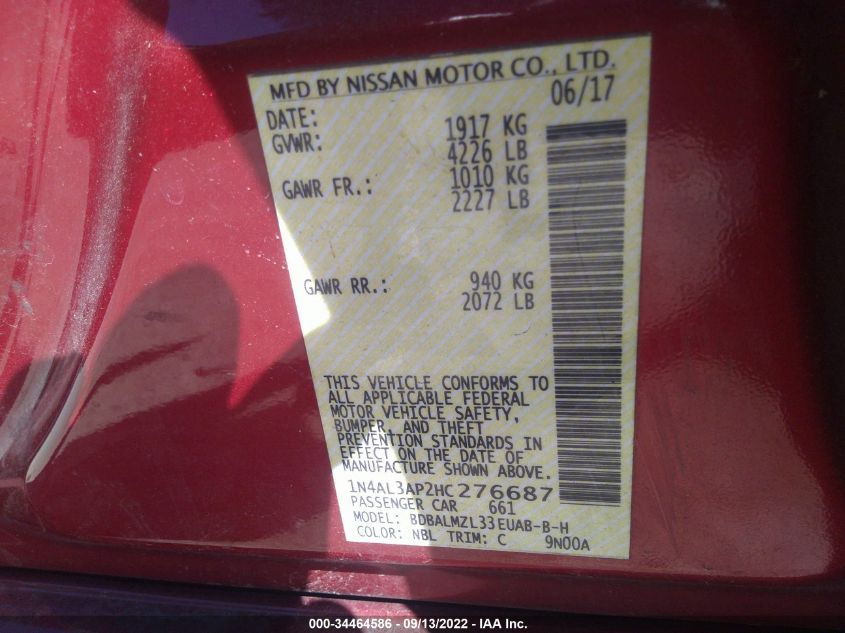 MFD BY NISSAN MOTOR CO., LTD.
DATE: 06/17
GVWR: 1917 KG
4226 LB
GAWR FR.: 1010 KG
2227 LB
GAWR RR.: 940 KG
2072 LB
THIS VEHICLE CONFORMS TO
ALL APPLICABLE FEDERAL
MOTOR VEHICLE SAFETY,
BUMPER, AND THEFT
PREVENTION STANDARDS IN
EFFECT ON THE DATE OF
MANUFACTURE SHOWN ABOVE.
1N4AL3AP2HC276687
PASSENGER CAR 661
MODEL: BDBALMZL33EUAB-B-H
COLOR: NBL TRIM: C 9N00A
000-34464586 - 09/13/2022 - IAA Inc.